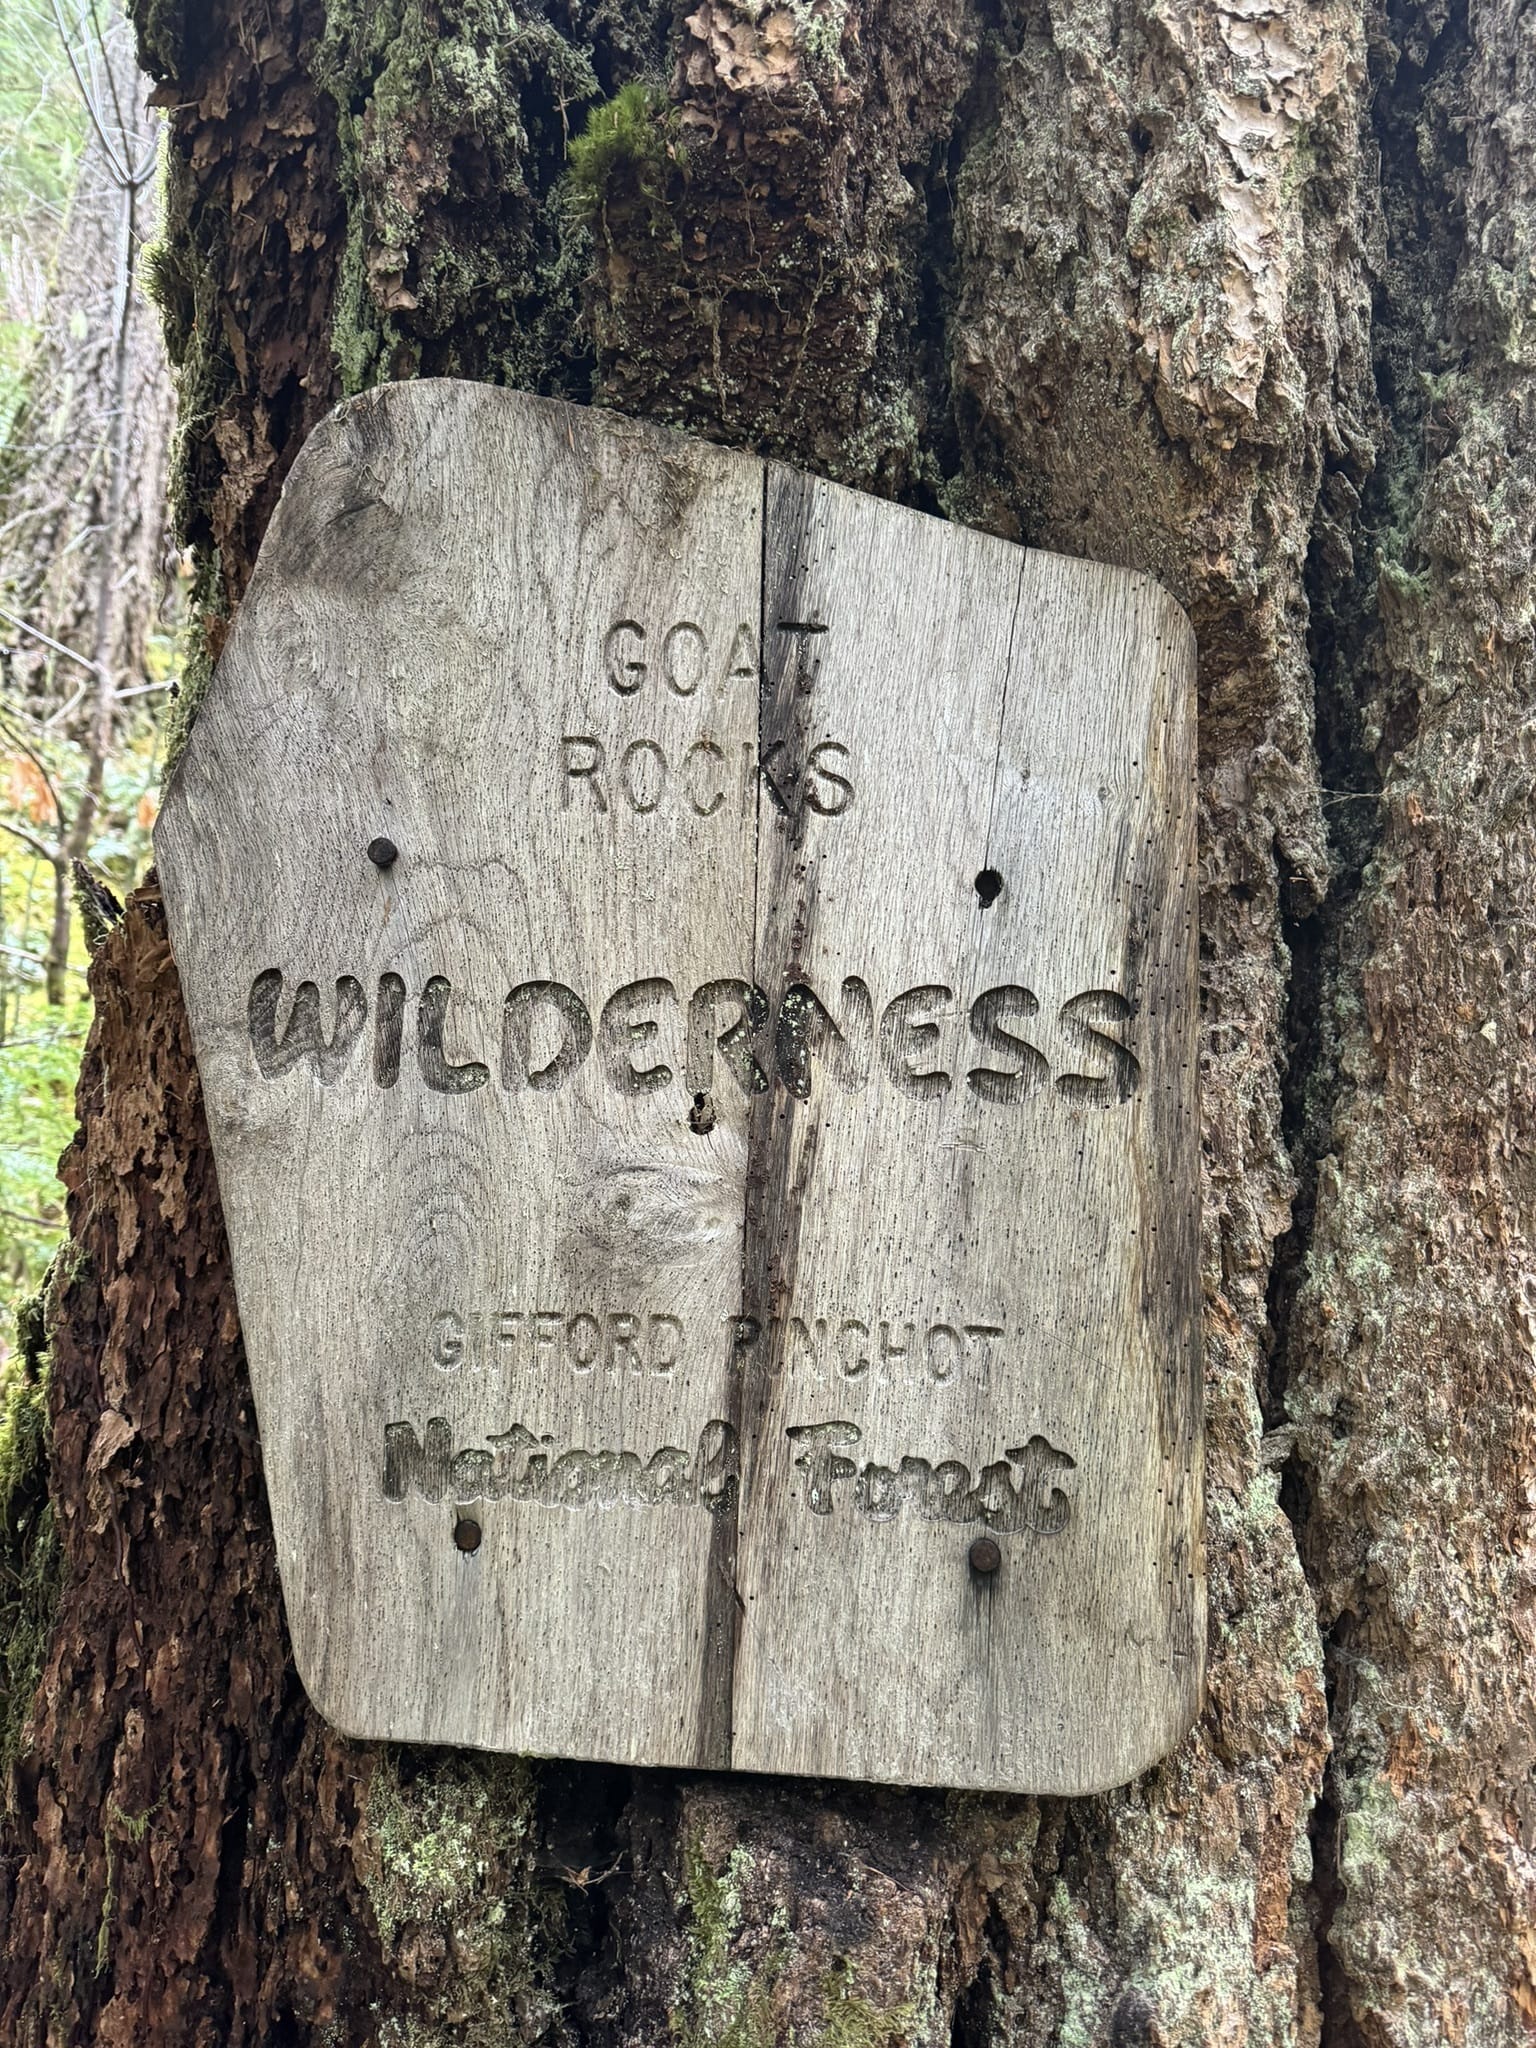 GOAT
ROCKS
WILDERNESS
GIFFORD PINCHOT
National Forest